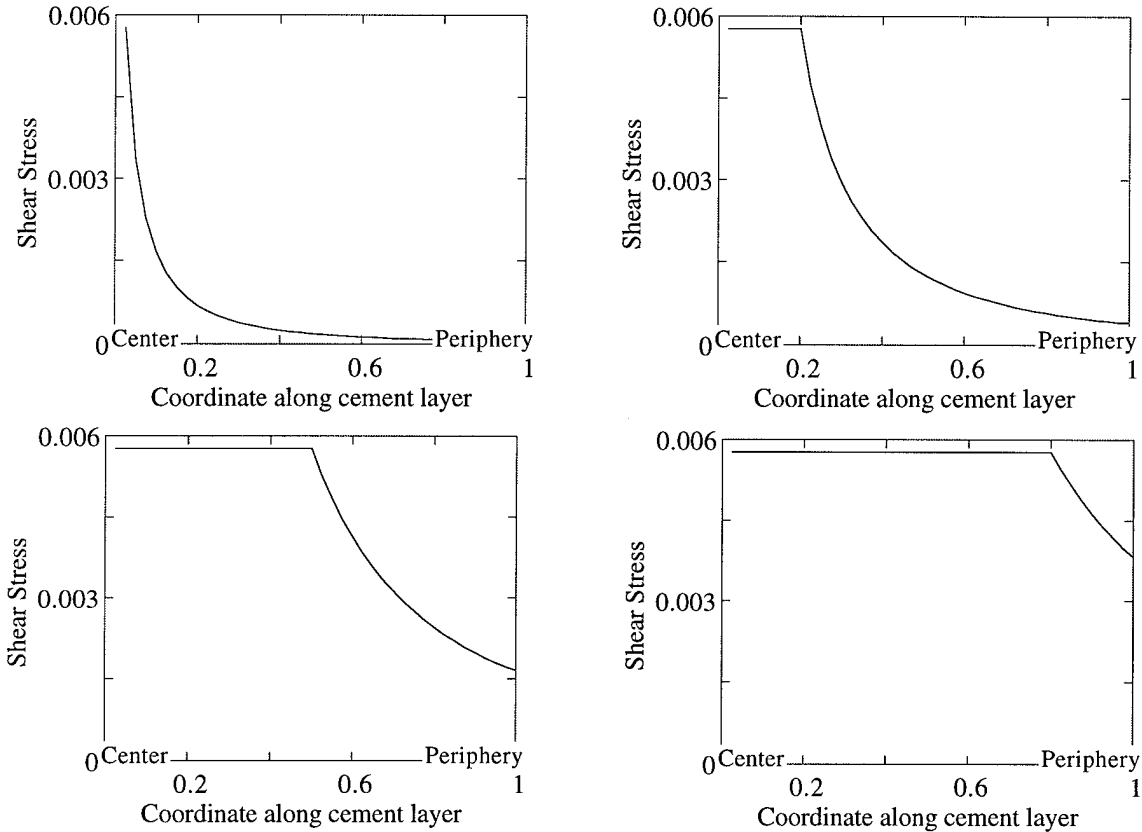 0.006
0.003
0
Shear Stress
Center
Periphery
0.2
0.6
1
Coordinate along cement layer
0.006
0.003
0
Shear Stress
Center
Periphery
0.2
0.6
1
Coordinate along cement layer
0.006
0.003
0
Shear Stress
Center
Periphery
0.2
0.6
1
Coordinate along cement layer
0.006
0.003
0
Shear Stress
Center
Periphery
0.2
0.6
1
Coordinate along cement layer